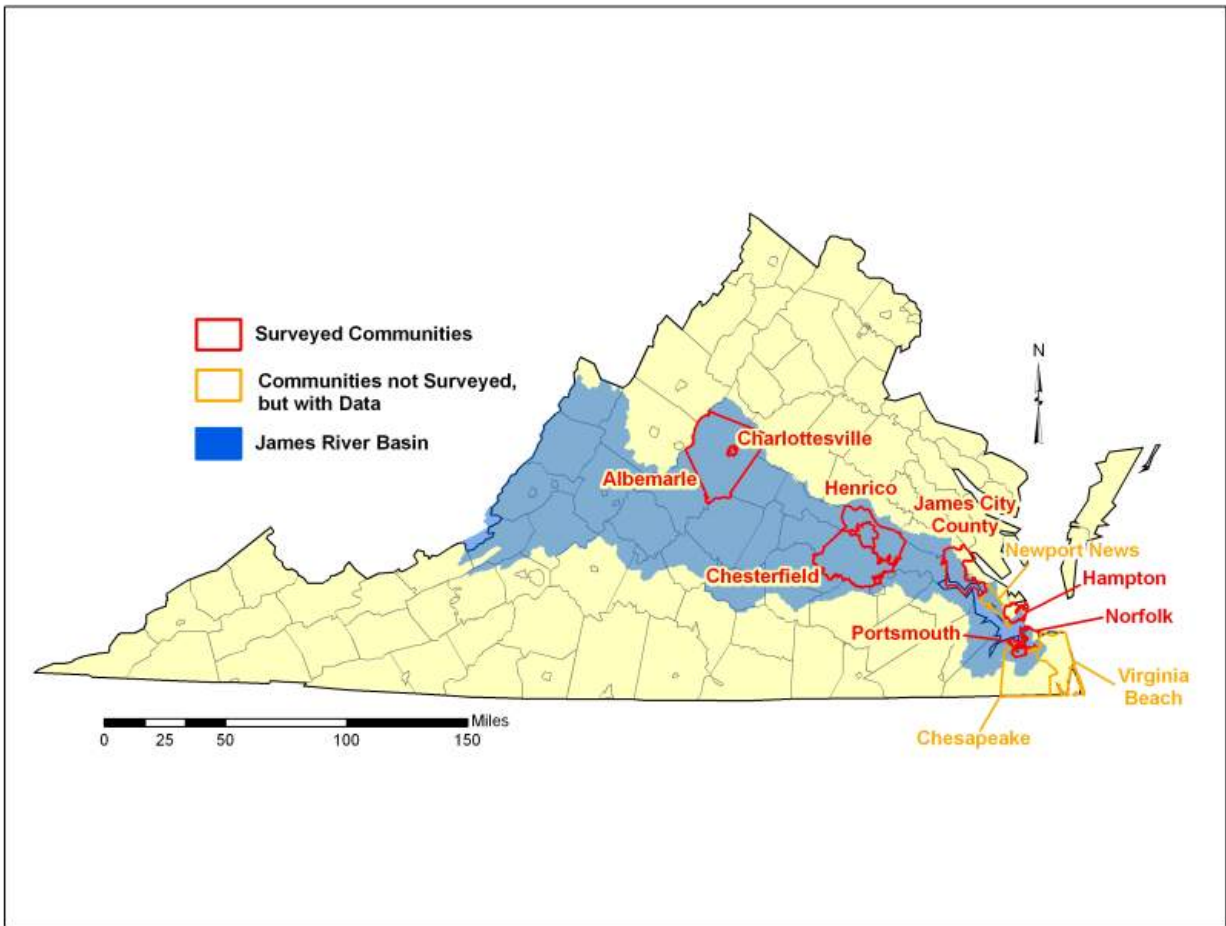 Surveyed Communities
Communities not Surveyed,
but with Data
James River Basin
N
Charlottesville
Albemarle
Henrico
James City
County
Newport News
Chesterfield
Hampton
Norfolk
Portsmouth
Virginia
Beach
Chesapeake
Miles
0 25 50 100 150